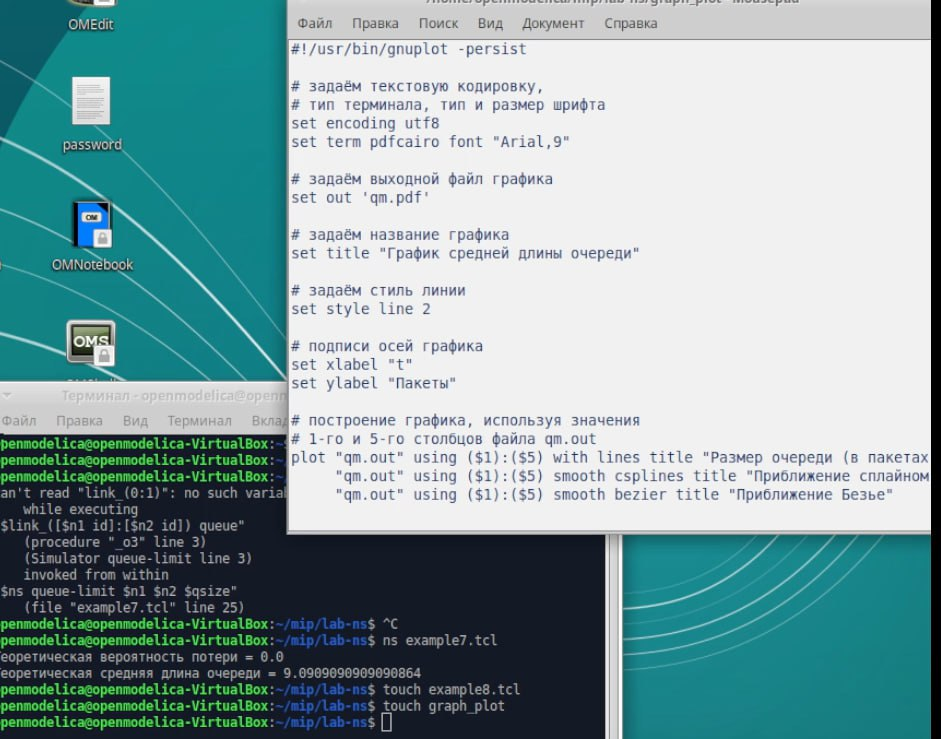 OMEdit
password
OMNotebook
OMS
/home/openmodelica/mip/lab-ns/graph_plot - Mousepad
Файл Правка Поиск Вид Документ Справка
#!/usr/bin/gnuplot -persist
# задаём текстовую кодировку,
# тип терминала, тип и размер шрифта
set encoding utf8
set term pdfcairo font "Arial,9"
# задаём выходной файл графика
set out 'qm.pdf'
# задаём название графика
set title "График средней длины очереди"
# задаём стиль линии
set style line 2
# подписи осей графика
set xlabel "t"
set ylabel "Пакеты"
# построение графика, используя значения
# 1-го и 5-го столбцов файла qm.out
plot "qm.out" using ($1):($5) with lines title "Размер очереди (в пакетах
"qm.out" using ($1):($5) smooth csplines title "Приближение сплайном
"qm.out" using ($1):($5) smooth bezier title "Приближение Безье"
Терминал - openmodelica@openm
Файл Правка Вид Терминал Вклад
penmodelica@openmodelica-VirtualBox:~
penmodelica@openmodelica-VirtualBox:~
penmodelica@openmodelica-VirtualBox:~
an't read "link_(0:1)": no such variab
while executing
$link_([$n1 id]:[$n2 id]) queue"
(procedure "_o3" line 3)
(Simulator queue-limit line 3)
invoked from within
$ns queue-limit $n1 $n2 $qsize"
(file "example7.tcl" line 25)
penmodelica@openmodelica-VirtualBox:~/mip/lab-ns$ ^C
penmodelica@openmodelica-VirtualBox:~/mip/lab-ns$ ns example7.tcl
еоретическая вероятность потери = 0.0
еоретическая средняя длина очереди = 9.0909090909090864
penmodelica@openmodelica-VirtualBox:~/mip/lab-ns$ touch example8.tcl
penmodelica@openmodelica-VirtualBox:~/mip/lab-ns$ touch graph_plot
penmodelica@openmodelica-VirtualBox:~/mip/lab-ns$